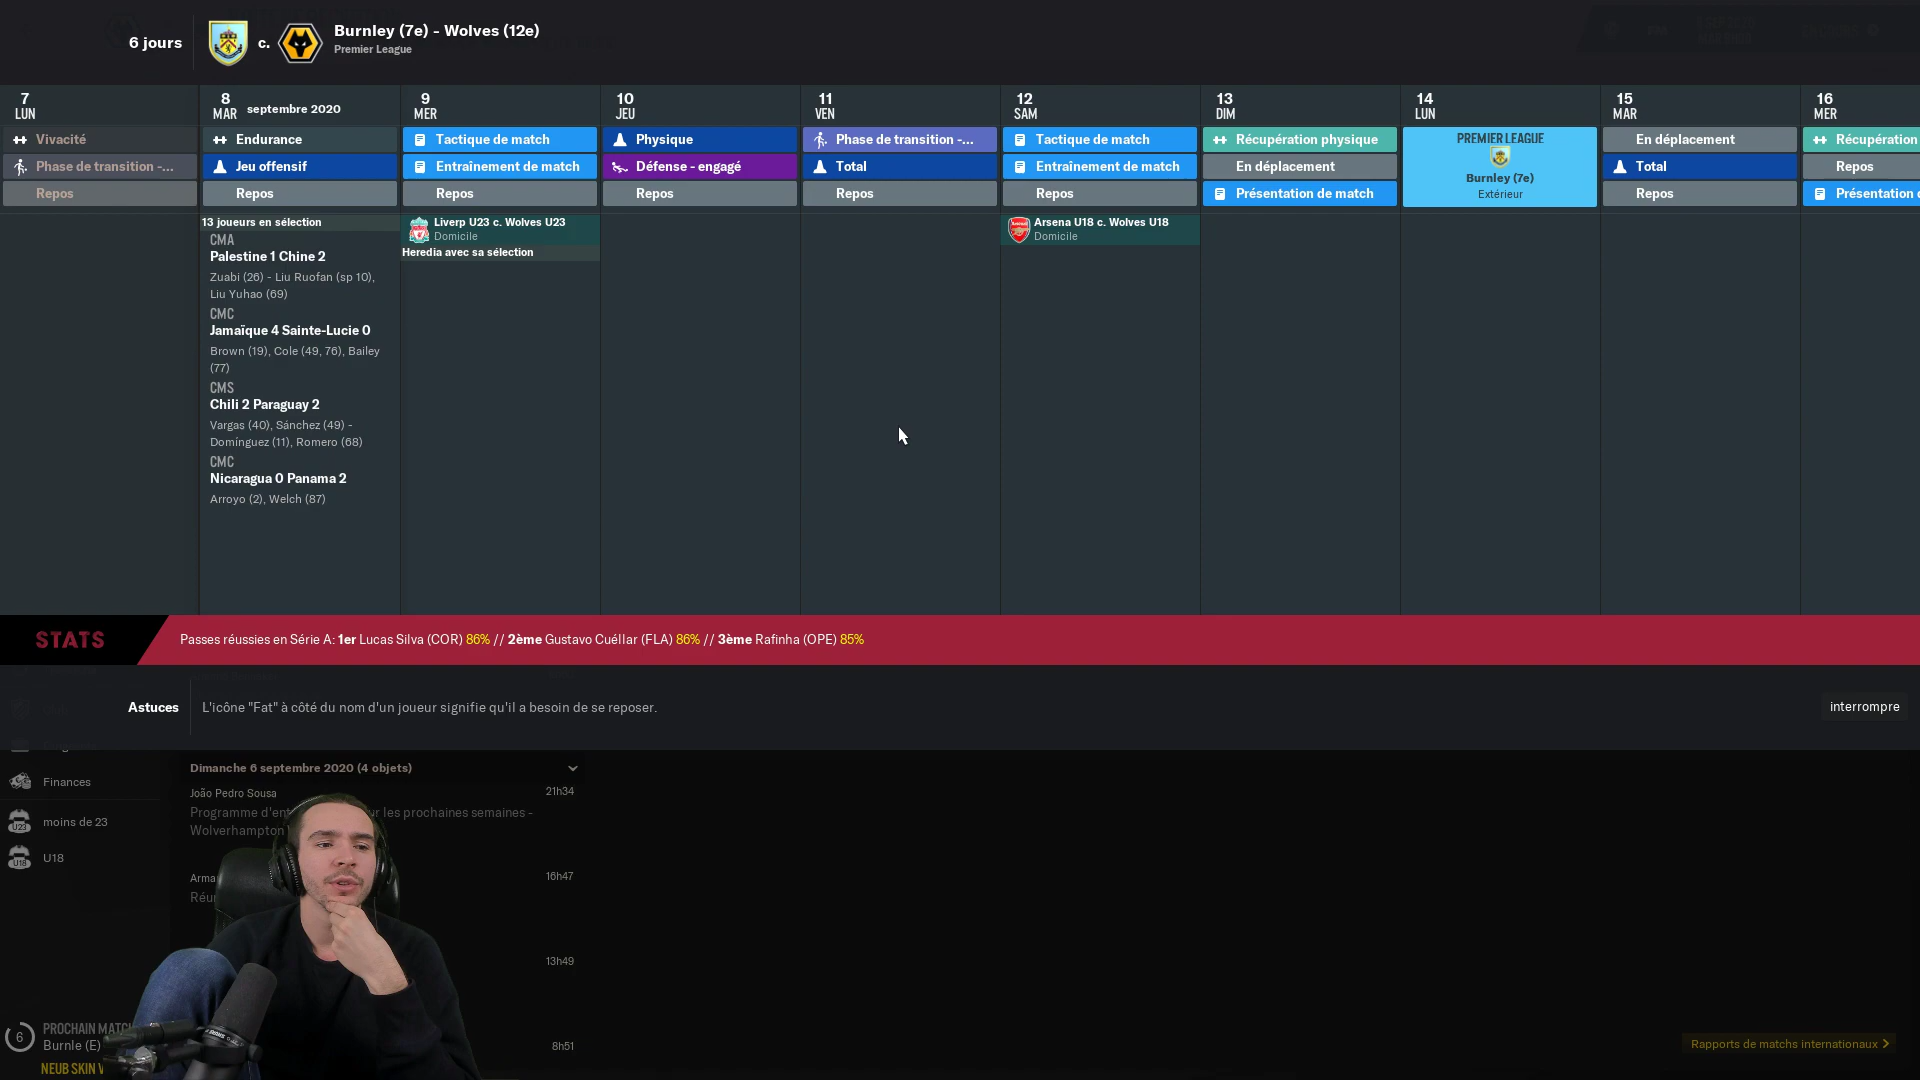 6 jours
c.
Burnley (7e) - Wolves (12e)
Premier League
7
LUN
8
MAR
septembre 2020
9
MER
10
JEU
11
VEN
12
SAM
13
DIM
14
LUN
15
MAR
16
MER
Vivacité
Endurance
Tactique de match
Physique
Phase de transition -...
Tactique de match
Récupération physique
PREMIER LEAGUE
En déplacement
Récupération
Phase de transition -...
Jeu offensif
Entraînement de match
Défense - engagé
Total
Entraînement de match
En déplacement
Burnley (7e)
Total
Repos
Repos
Repos
Repos
Repos
Repos
Repos
Présentation de match
Extérieur
Repos
Présentation
13 joueurs en sélection
CMA
Palestine 1 Chine 2
Zuabi (26) - Liu Ruofan (sp 10),
Liu Yuhao (69)
CMC
Jamaïque 4 Sainte-Lucie 0
Brown (19), Cole (49, 76), Bailey
(77)
CMS
Chili 2 Paraguay 2
Vargas (40), Sánchez (49) -
Domínguez (11), Romero (68)
CMC
Nicaragua 0 Panama 2
Arroyo (2), Welch (87)
Liverp U23 c. Wolves U23
Domicile
Heredia avec sa sélection
Arsena U18 c. Wolves U18
Domicile
STATS
Passes réussies en Série A: 1er Lucas Silva (COR) 86% // 2ème Gustavo Cuéllar (FLA) 86% // 3ème Rafinha (OPE) 85%
Astuces
L'icône "Fat" à côté du nom d'un joueur signifie qu'il a besoin de se reposer.
interrompre
Finances
moins de 23
U23
U18
U18
Dimanche 6 septembre 2020 (4 objets)
João Pedro Sousa
21h34
Programme d'ent
ur les prochaines semaines -
Wolverhampton
Arma
16h47
Réun
13h49
8h51
6
PROCHAIN MATCH
Burnle (E)
NEUB SKIN V
Rapports de matchs internationaux